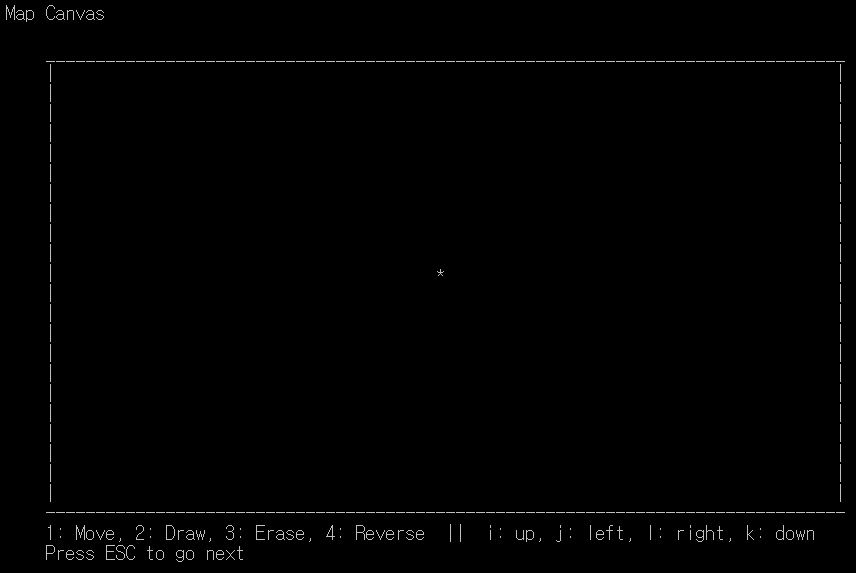 Map Canvas
*
1: Move, 2: Draw, 3: Erase, 4: Reverse  ||  i: up, j: left, l: right, k: down
Press ESC to go next